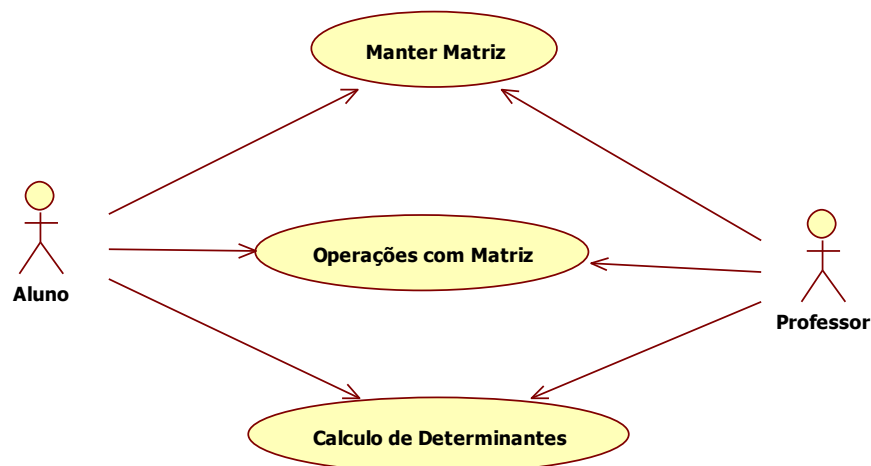 Manter Matriz
Operações com Matriz
Aluno
Professor
Calculo de Determinantes